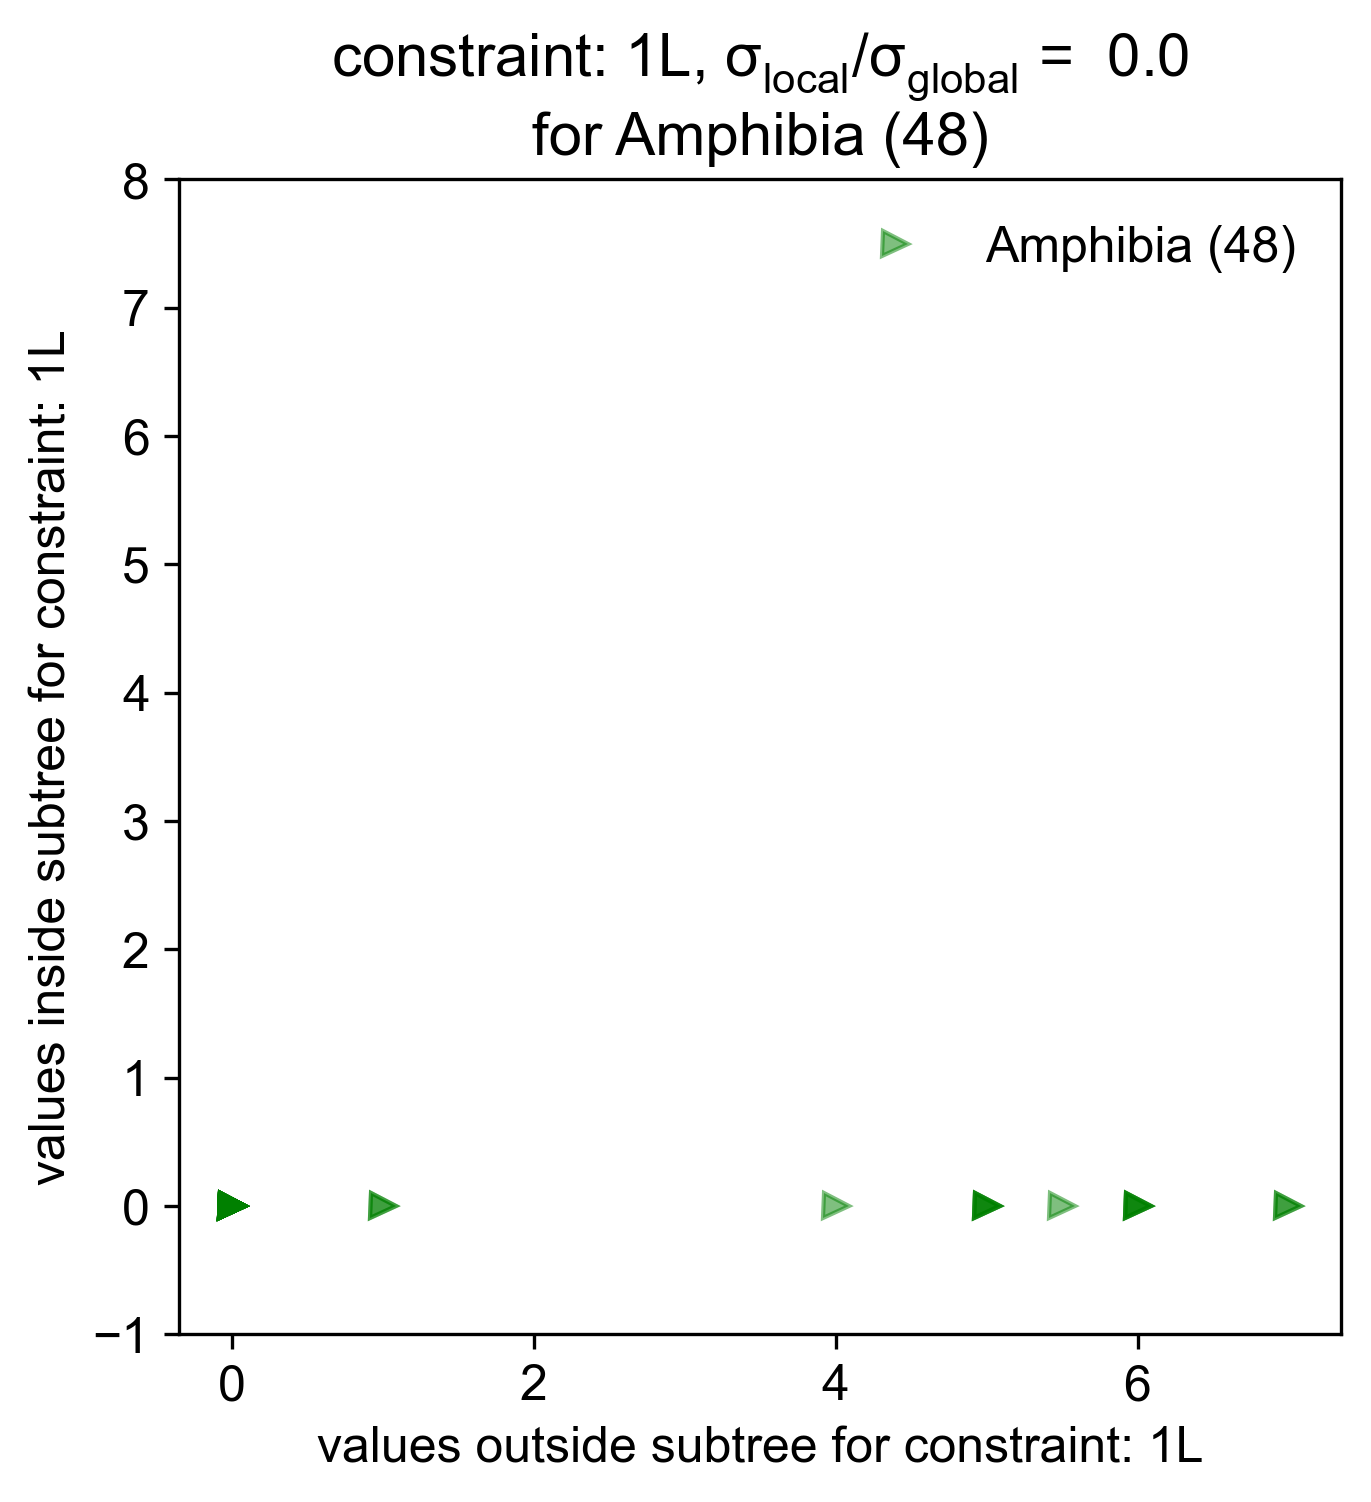 constraint: 1L, σlocal/σglobal = 0.0
for Amphibia (48)
8
7
6
5
4
3
2
1
0
−1
Amphibia (48)
values inside subtree for constraint: 1L
0 2 4 6
values outside subtree for constraint: 1L